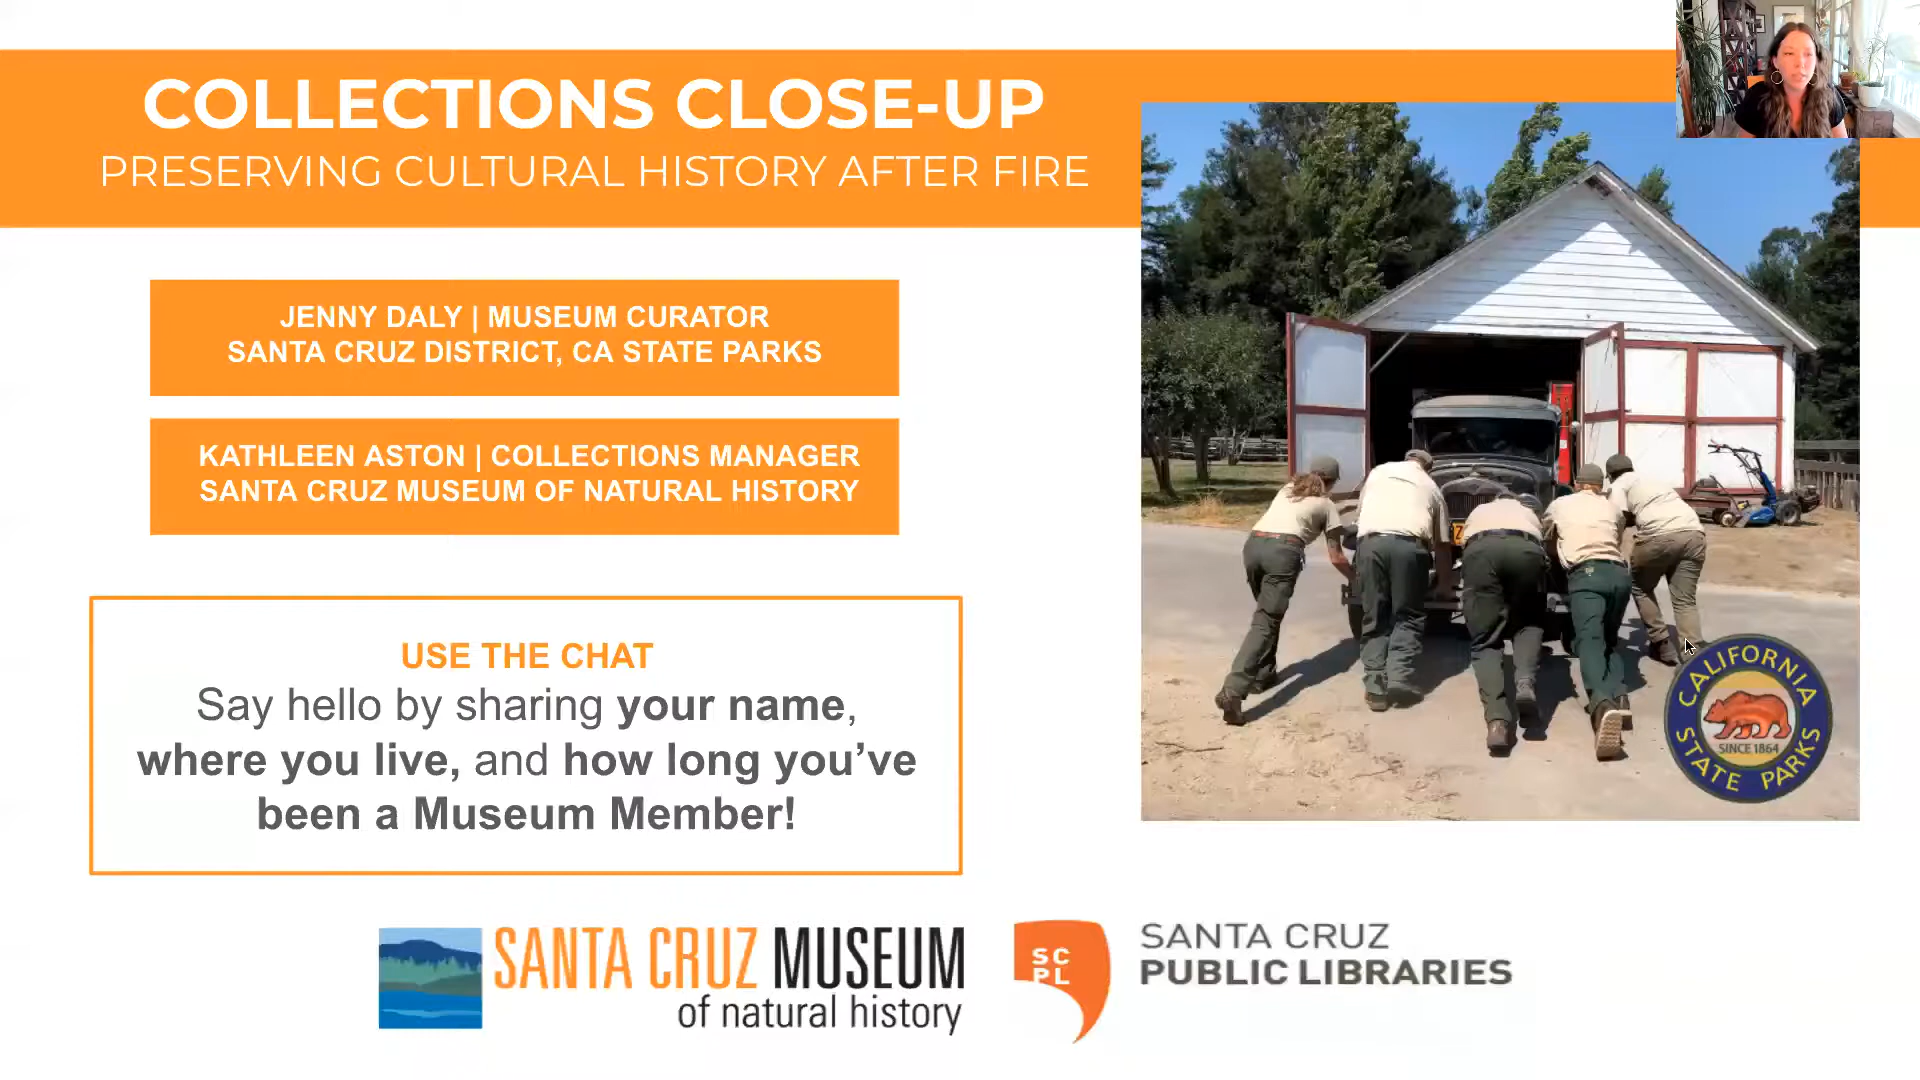 COLLECTIONS CLOSE-UP
PRESERVING CULTURAL HISTORY AFTER FIRE
JENNY DALY | MUSEUM CURATOR
SANTA CRUZ DISTRICT, CA STATE PARKS
KATHLEEN ASTON | COLLECTIONS MANAGER
SANTA CRUZ MUSEUM OF NATURAL HISTORY
USE THE CHAT
Say hello by sharing your name,
where you live, and how long you’ve
been a Museum Member!
CALIFORNIA
SINCE 1864
STATE PARKS
SANTA CRUZ MUSEUM
of natural history
SC
PL
SANTA CRUZ
PUBLIC LIBRARIES